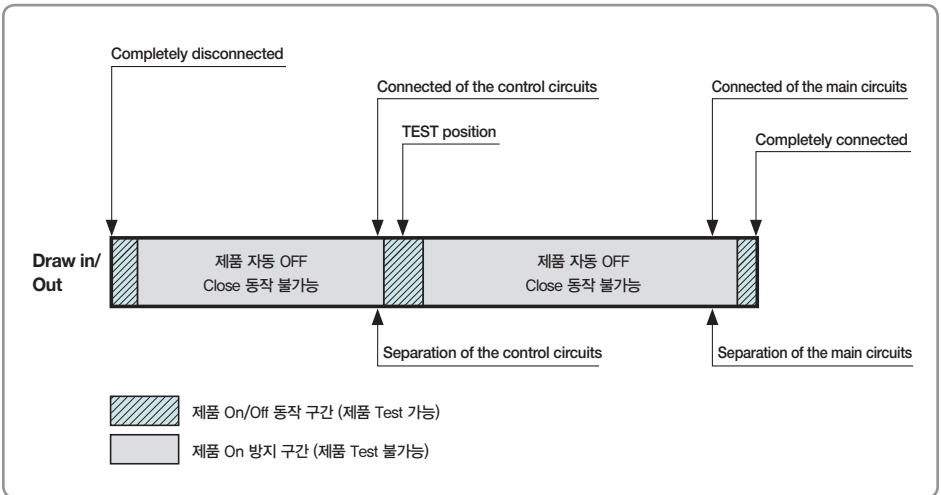 Completely disconnected
Connected of the control circuits
Connected of the main circuits
TEST position
Completely connected
Draw in/
Out
제품 자동 OFF
Close 동작 불가능
제품 자동 OFF
Close 동작 불가능
Separation of the control circuits
Separation of the main circuits
제품 On/Off 동작 구간 (제품 Test 가능)
제품 On 방지 구간 (제품 Test 불가능)